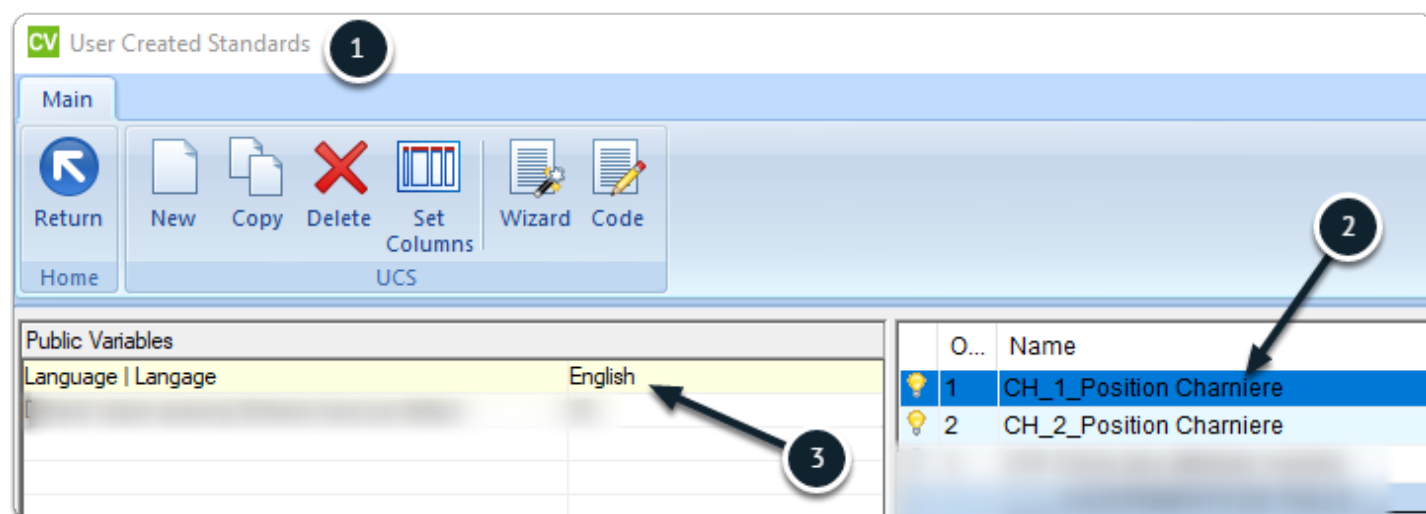 CV User Created Standards
1
Main
Return
New
Copy
Delete
Set
Columns
Wizard
Code
2
Home
UCS
Public Variables
O... Name
Language | Langage English
1 CH_1_Position Charniere
2 CH_2_Position Charniere
3